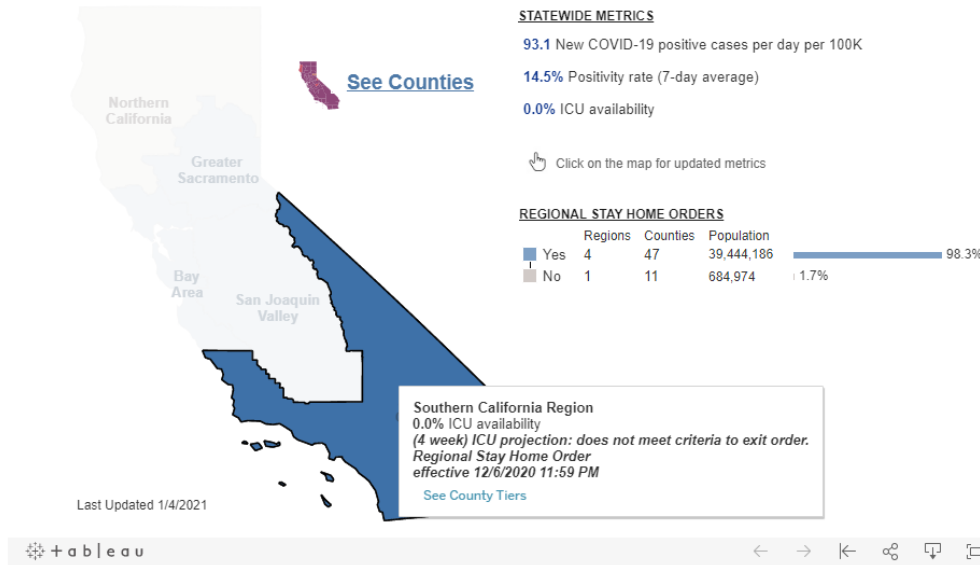 STATEWIDE METRICS
93.1 New COVID-19 positive cases per day per 100K
14.5% Positivity rate (7-day average)
0.0% ICU availability
Click on the map for updated metrics
See Counties
Northern
California
Greater
Sacramento
Bay
Area
San Joaquin
Valley
REGIONAL STAY HOME ORDERS
Regions Counties Population
Yes 4 47 39,444,186 98.3%
No 1 11 684,974 1.7%
Southern California Region
0.0% ICU availability
(4 week) ICU projection: does not meet criteria to exit order.
Regional Stay Home Order
effective 12/6/2020 11:59 PM
See County Tiers
Last Updated 1/4/2021
tableau